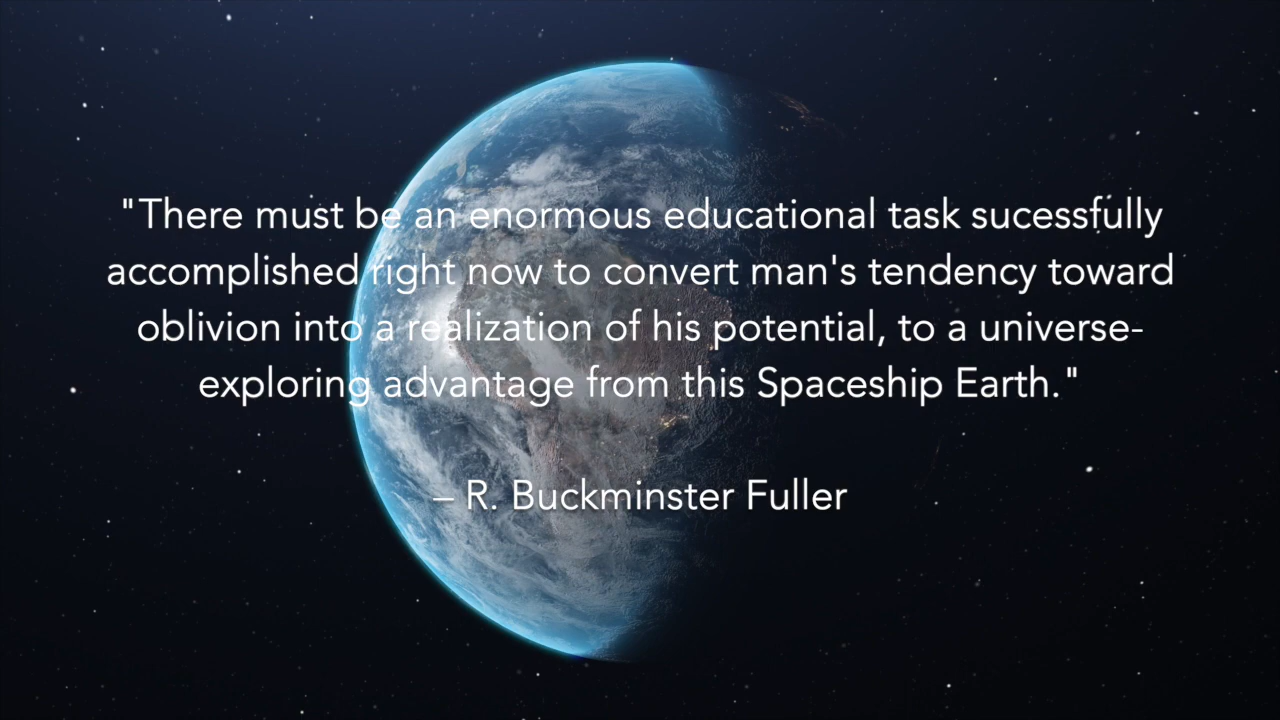 "There must be an enormous educational task sucessfully
accomplished right now to convert man's tendency toward
oblivion into a realization of his potential, to a universe-
exploring advantage from this Spaceship Earth."
– R. Buckminster Fuller